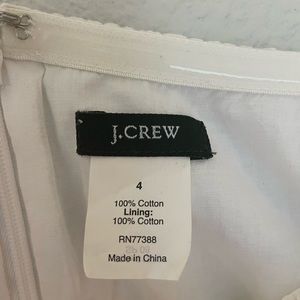 J.CREW
4
100% Cotton
Lining:
100% Cotton
RN77388
Made in China